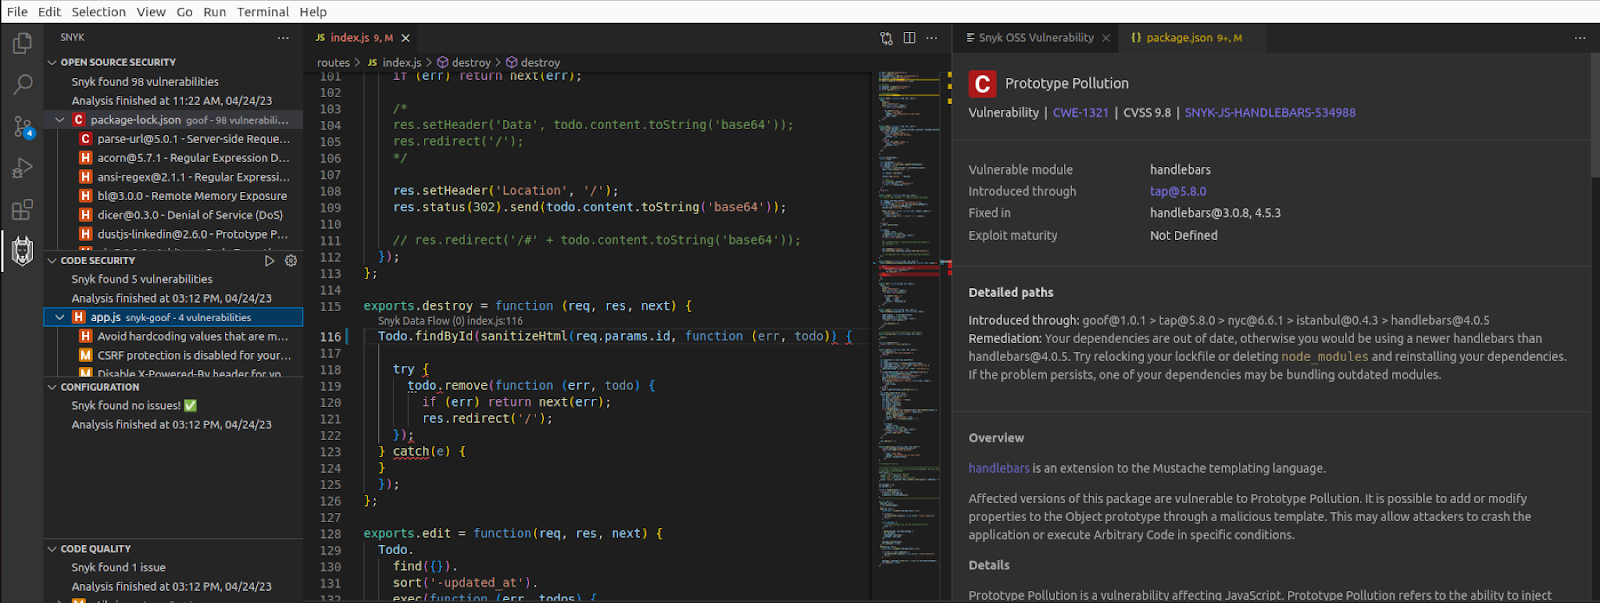 File Edit Selection View Go Run Terminal Help
SNYK ...
OPEN SOURCE SECURITY
Snyk found 98 vulnerabilities
Analysis finished at 11:22 AM, 04/24/23
C package-lock.json goof - 98 vulnerabili...
C parse-url@5.0.1 - Server-side Reque...
H acorn@5.7.1 - Regular Expression D...
H ansi-regex@2.1.1 - Regular Expressi...
H bl@3.0.0 - Remote Memory Exposure
H dicer@0.3.0 - Denial of Service (DoS)
H dustjs-linkedin@2.6.0 - Prototype P...
4
CODE SECURITY
Snyk found 5 vulnerabilities
Analysis finished at 03:12 PM, 04/24/23
H app.js snyk-goof - 4 vulnerabilities
H Avoid hardcoding values that are m...
M CSRF protection is disabled for your...
M Disable X-Powered-By header for yo...
CONFIGURATION
Snyk found no issues! ✅
Analysis finished at 03:12 PM, 04/24/23
CODE QUALITY
Snyk found 1 issue
Analysis finished at 03:12 PM, 04/24/23
JS index.js 9, M ×
routes > JS index.js > destroy > destroy
101 if (err) return next(err);
102
103 /*
104 res.setHeader('Data', todo.content.toString('base64'));
105 res.redirect('/');
106 */
107
108 res.setHeader('Location', '/');
109 res.status(302).send(todo.content.toString('base64'));
110
111 // res.redirect('/#' + todo.content.toString('base64'));
112 });
113 };
114
115 exports.destroy = function (req, res, next) {
Snyk Data Flow (0) index.js:116
116 Todo.findById(sanitizeHtml(req.params.id, function (err, todo)) {
117
118 try {
119 todo.remove(function (err, todo) {
120 if (err) return next(err);
121 res.redirect('/');
122 });
123 } catch(e) {
124 }
125 });
126 };
127
128 exports.edit = function(req, res, next) {
129 Todo.
130 find({}).
131 sort('-updated_at').
132 exec(function (err, todos) {
Snyk OSS Vulnerability × {} package.json 9+, M ...
C Prototype Pollution
Vulnerability | CWE-1321 | CVSS 9.8 | SNYK-JS-HANDLEBARS-534988
Vulnerable module handlebars
Introduced through tap@5.8.0
Fixed in handlebars@3.0.8, 4.5.3
Exploit maturity Not Defined
Detailed paths
Introduced through: goof@1.0.1 > tap@5.8.0 > nyc@6.6.1 > istanbul@0.4.3 > handlebars@4.0.5
Remediation: Your dependencies are out of date, otherwise you would be using a newer handlebars than
handlebars@4.0.5. Try relocking your lockfile or deleting node_modules and reinstalling your dependencies.
If the problem persists, one of your dependencies may be bundling outdated modules.
Overview
handlebars is an extension to the Mustache templating language.
Affected versions of this package are vulnerable to Prototype Pollution. It is possible to add or modify
properties to the Object prototype through a malicious template. This may allow attackers to crash the
application or execute Arbitrary Code in specific conditions.
Details
Prototype Pollution is a vulnerability affecting JavaScript. Prototype Pollution refers to the ability to inject